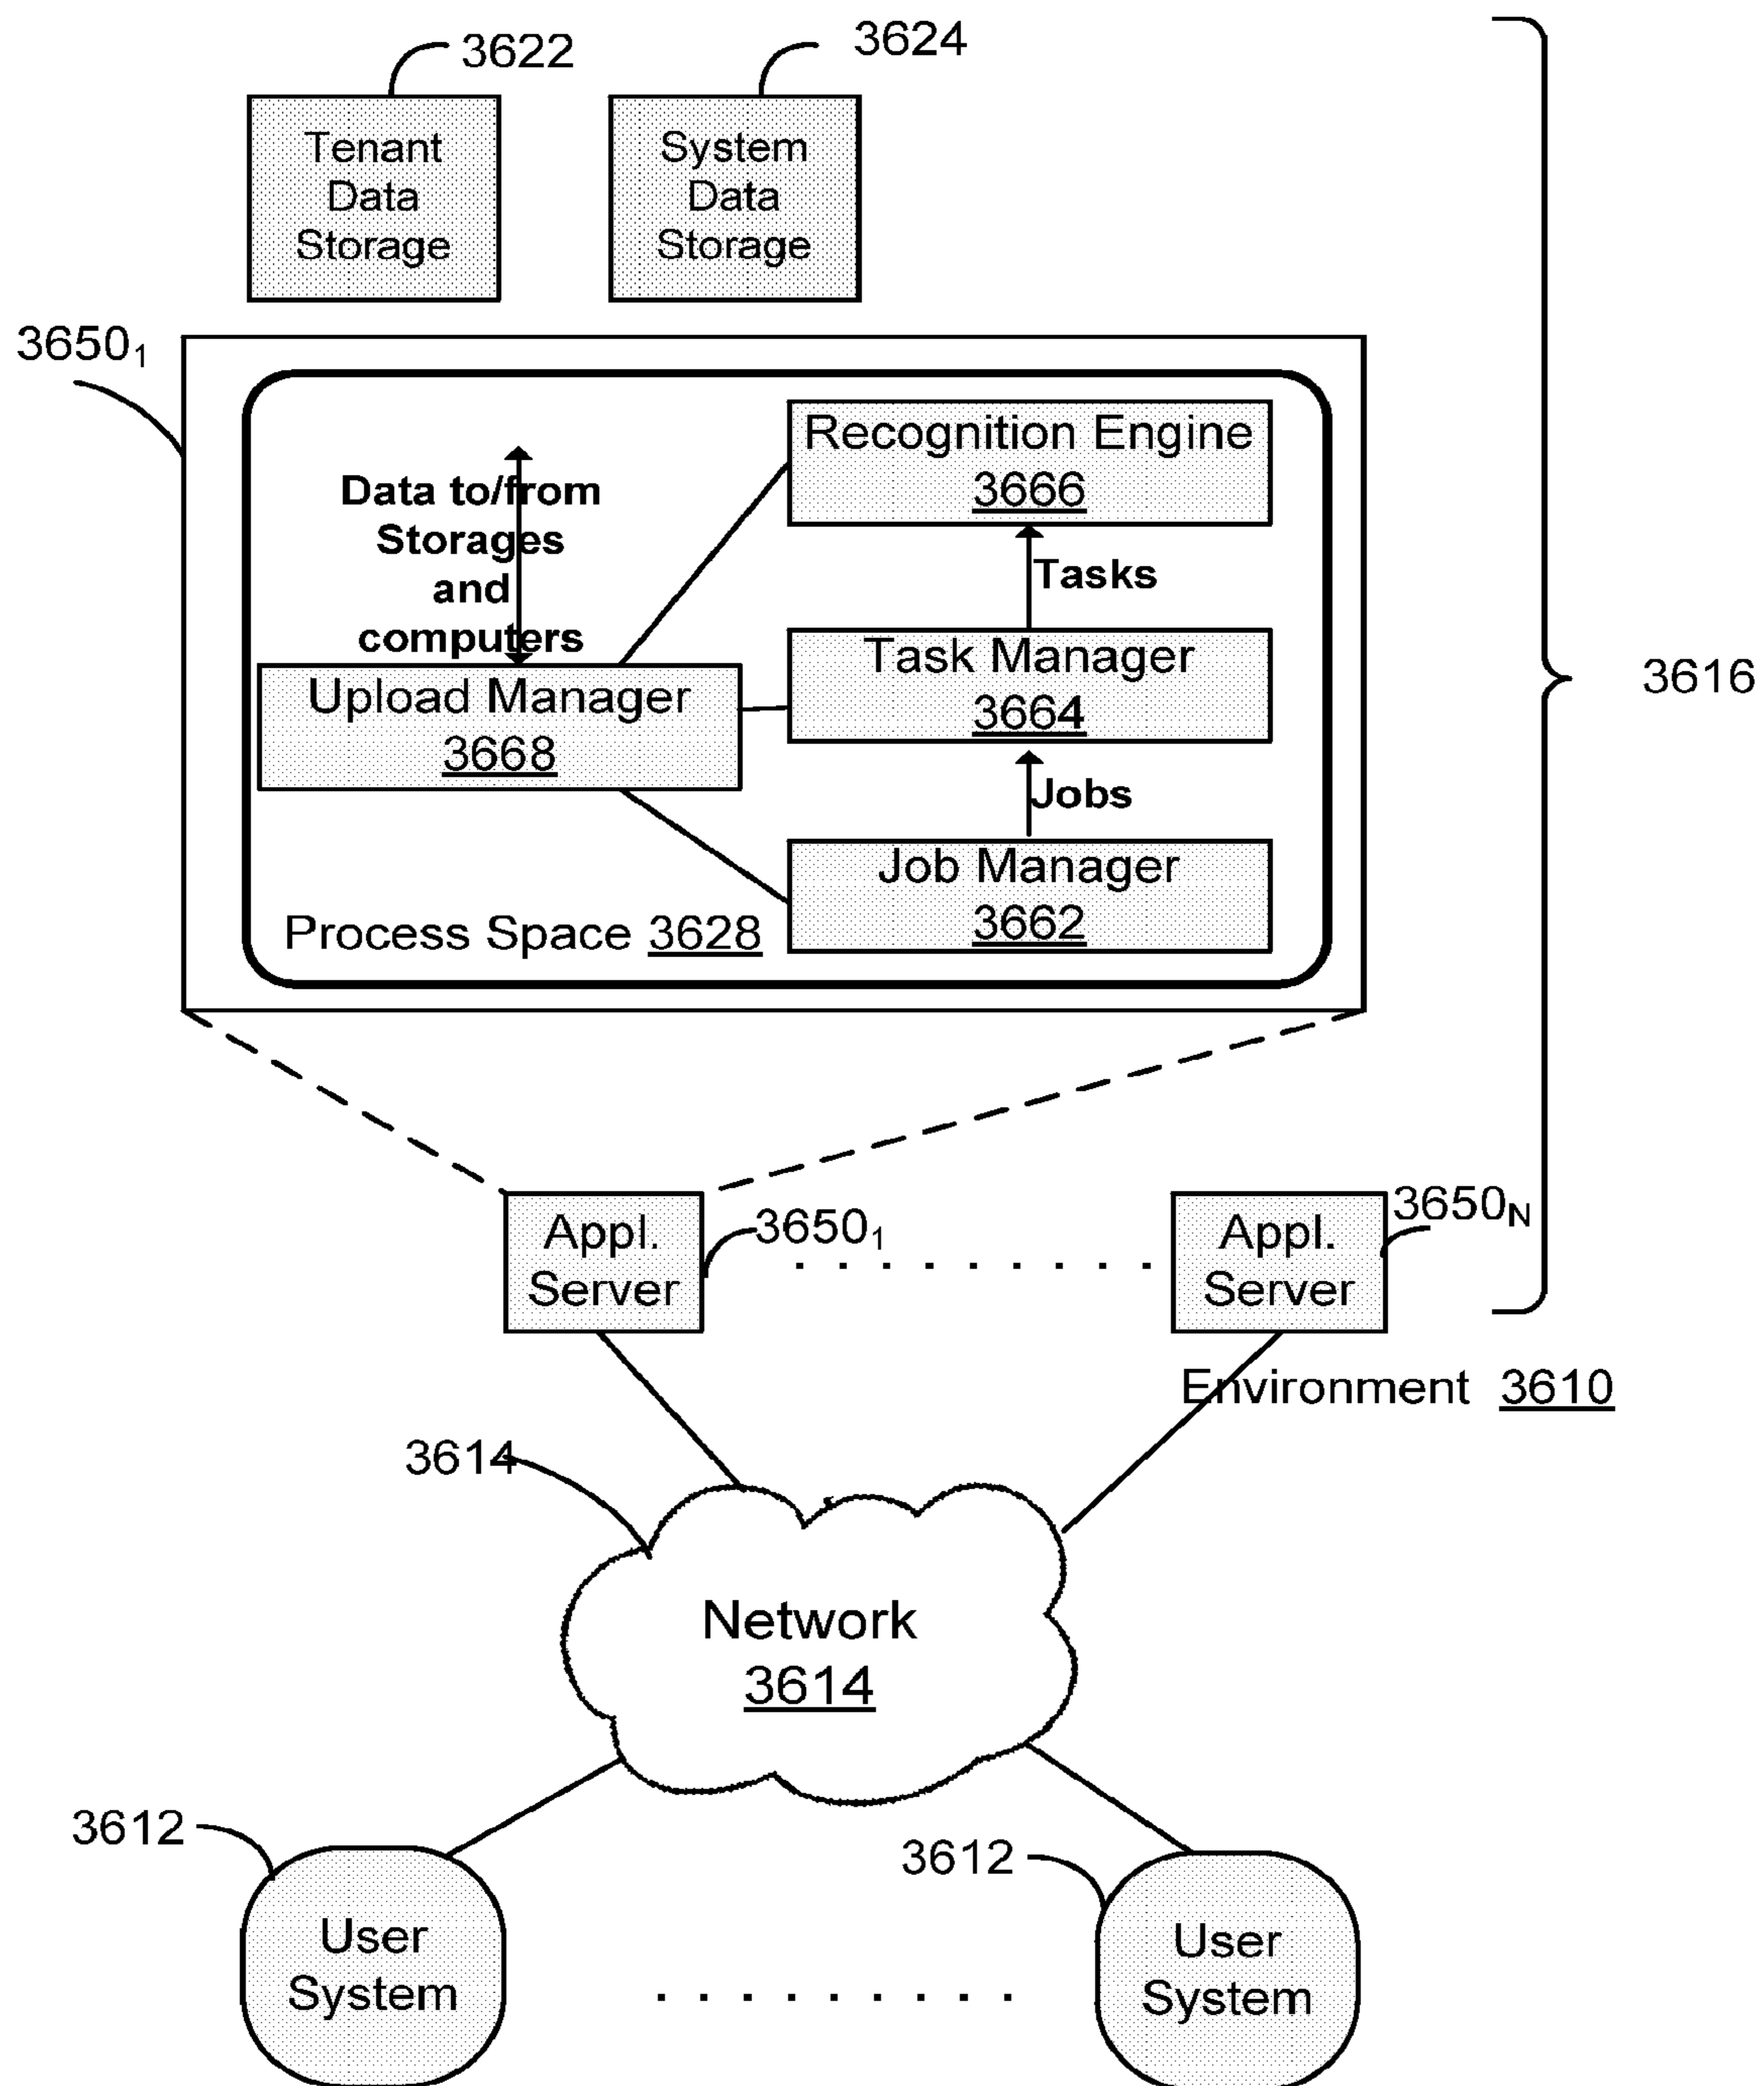 3622
3624
Tenant
Data
Storage
System
Data
Storage
3650₁
Recognition Engine
3666
Data to/from
Storages
and
computers
Tasks
Task Manager
3664
Upload Manager
3668
3616
Jobs
Job Manager
3662
Process Space 3628
Appl.
Server
3650₁
Appl.
Server
3650N
Environment 3610
3614
Network
3614
3612
3612
User
System
User
System